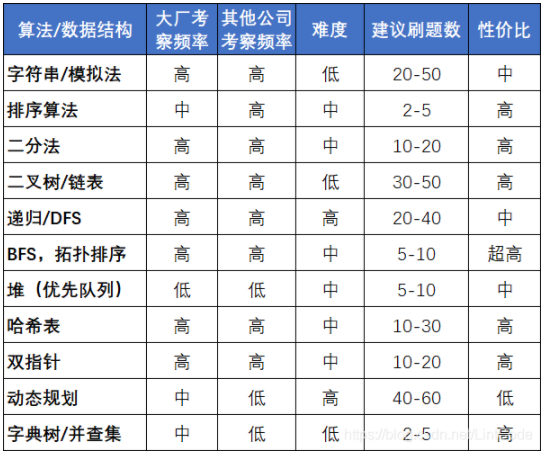 算法/数据结构 大厂考察频率 其他公司考察频率 难度 建议刷题数 性价比
字符串/模拟法 高 高 低 20-50 中
排序算法 中 高 中 2-5 高
二分法 高 高 中 10-20 高
二叉树/链表 高 高 低 30-50 高
递归/DFS 高 高 高 20-40 中
BFS，拓扑排序 高 高 中 5-10 超高
堆（优先队列） 低 低 中 5-10 中
哈希表 高 高 中 10-30 高
双指针 高 高 中 10-20 高
动态规划 中 低 高 40-60 低
字典树/并查集 中 低 低 2-5 高